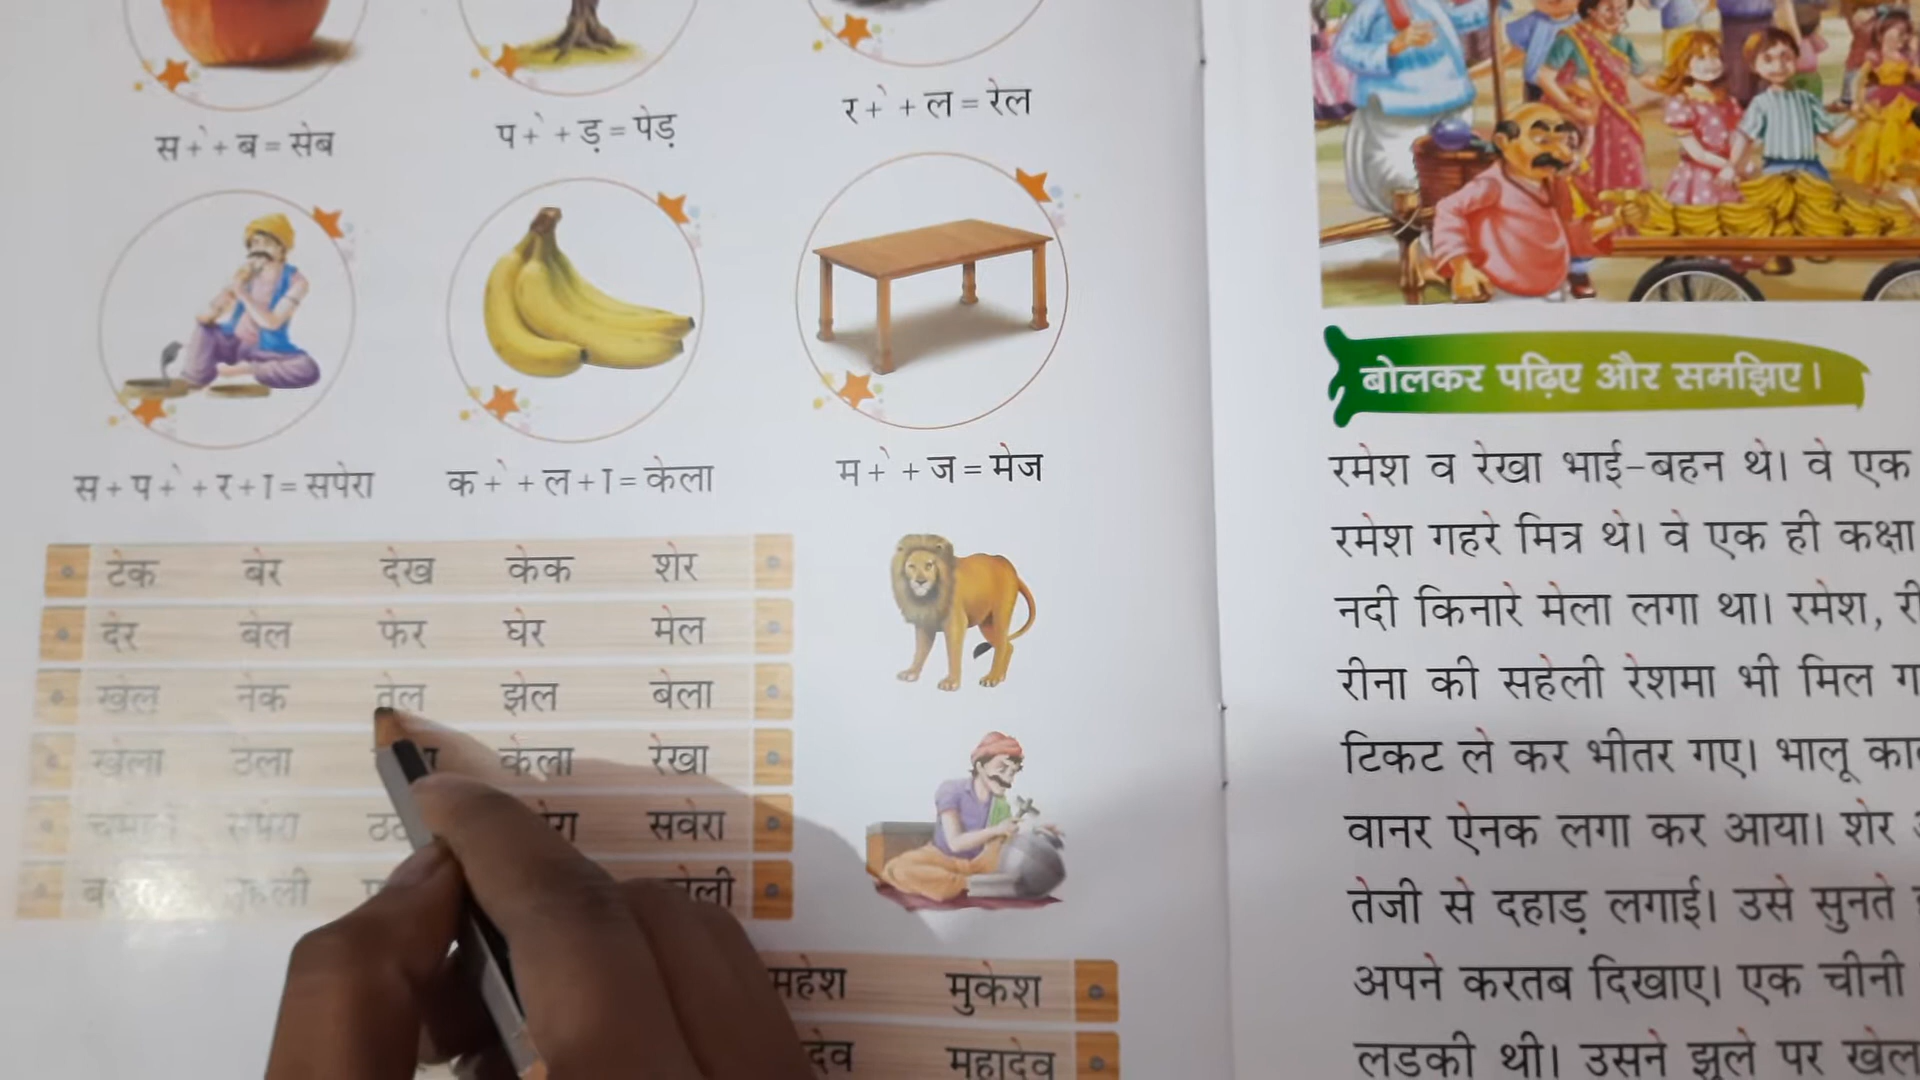 स + े + ब = सेब
प + े + ड़ = पेड़
र + े + ल = रेल
स + प + े + र + ा = सपेरा
क + े + ल + ा = केला
म + े + ज = मेज
टेक बेर देख केक शेर
देर बेल फेर घेर मेल
खेल नेक तेल झेल बेला
खेला ठेला केला रेखा
सपेरा सवेरा
महेश मुकेश
देव महादेव
बोलकर पढ़िए और समझिए।
रमेश व रेखा भाई-बहन थे। वे एक
रमेश गहरे मित्र थे। वे एक ही कक्षा
नदी किनारे मेला लगा था। रमेश,
रीना की सहेली रेशमा भी मिल
टिकट ले कर भीतर गए। भालू
वानर ऐनक लगा कर आया। शेर
तेजी से दहाड़ लगाई। उसे सुनते
अपने करतब दिखाए। एक चीनी
लडकी थी। उसने झूले पर